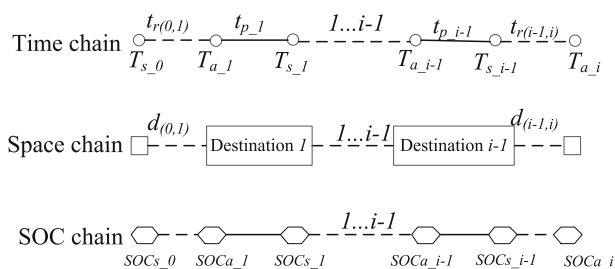 t_r(0,1) t_p_1 1...i-1 t_p_i-1 t_r(i-1,i)
Time chain
T_s_0 T_a_1 T_s_1 T_a_i-1 T_s_i-1 T_a_i
d_(0,1) 1...i-1 d_(i-1,i)
Space chain Destination 1 Destination i-1
1...i-1
SOC chain
SOCs_0 SOCa_1 SOCs_1 SOCa_i-1 SOCs_i-1 SOCa_i